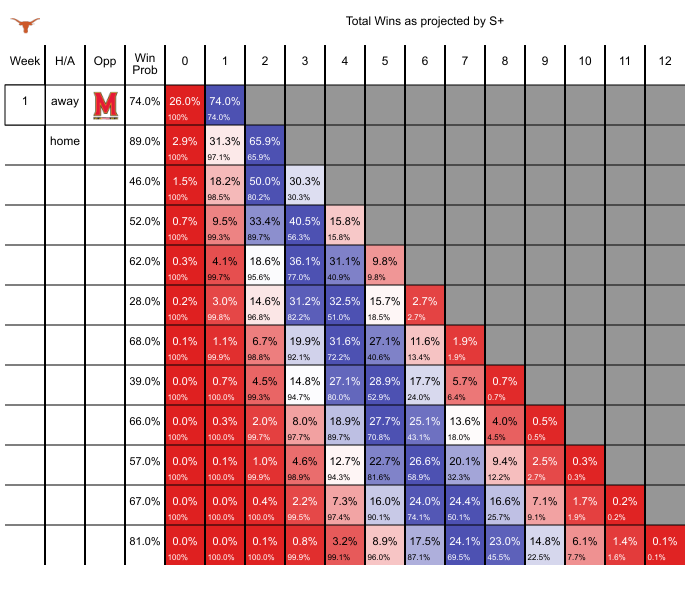 Total Wins as projected by S+
Week H/A Opp Win Prob 0 1 2 3 4 5 6 7 8 9 10 11 12
1 away M 74.0% 26.0% 74.0%
100% 74.0%
home 89.0% 2.9% 31.3% 65.9%
100% 97.1% 65.9%
46.0% 1.5% 18.2% 50.0% 30.3%
100% 98.5% 80.2% 30.3%
52.0% 0.7% 9.5% 33.4% 40.5% 15.8%
100% 99.3% 89.7% 56.3% 15.8%
62.0% 0.3% 4.1% 18.6% 36.1% 31.1% 9.8%
100% 99.7% 95.6% 77.0% 40.9% 9.8%
28.0% 0.2% 3.0% 14.6% 31.2% 32.5% 15.7% 2.7%
100% 99.8% 96.8% 82.2% 51.0% 18.5% 2.7%
68.0% 0.1% 1.1% 6.7% 19.9% 31.6% 27.1% 11.6% 1.9%
100% 99.9% 98.8% 92.1% 72.2% 40.6% 13.4% 1.9%
39.0% 0.0% 0.7% 4.5% 14.8% 27.1% 28.9% 17.7% 5.7% 0.7%
100% 100.0% 99.3% 94.7% 80.0% 52.9% 24.0% 6.4% 0.7%
66.0% 0.0% 0.3% 2.0% 8.0% 18.9% 27.7% 25.1% 13.6% 4.0% 0.5%
100% 100.0% 99.7% 97.7% 89.7% 70.8% 43.1% 18.0% 4.5% 0.5%
57.0% 0.0% 0.1% 1.0% 4.6% 12.7% 22.7% 26.6% 20.1% 9.4% 2.5% 0.3%
100% 100.0% 99.9% 98.9% 94.3% 81.6% 58.9% 32.3% 12.2% 2.7% 0.3%
67.0% 0.0% 0.0% 0.4% 2.2% 7.3% 16.0% 24.0% 24.4% 16.6% 7.1% 1.7% 0.2%
100% 100.0% 100.0% 99.5% 97.4% 90.1% 74.1% 50.1% 25.7% 9.1% 1.9% 0.2%
81.0% 0.0% 0.0% 0.1% 0.8% 3.2% 8.9% 17.5% 24.1% 23.0% 14.8% 6.1% 1.4% 0.1%
100% 100.0% 100.0% 99.9% 99.1% 96.0% 87.1% 69.5% 45.5% 22.5% 7.7% 1.6% 0.1%